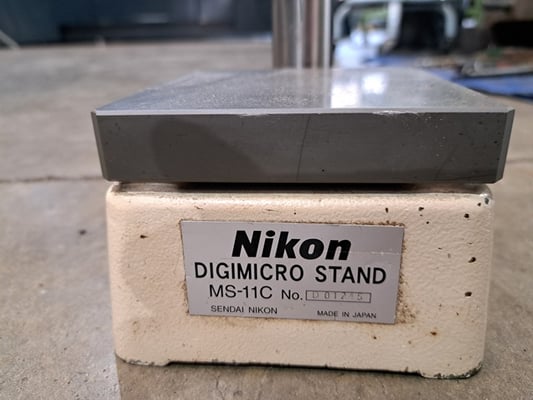 Nikon
DIGIMICRO STAND
MS-11C No.
SENDAI NIKON MADE IN JAPAN